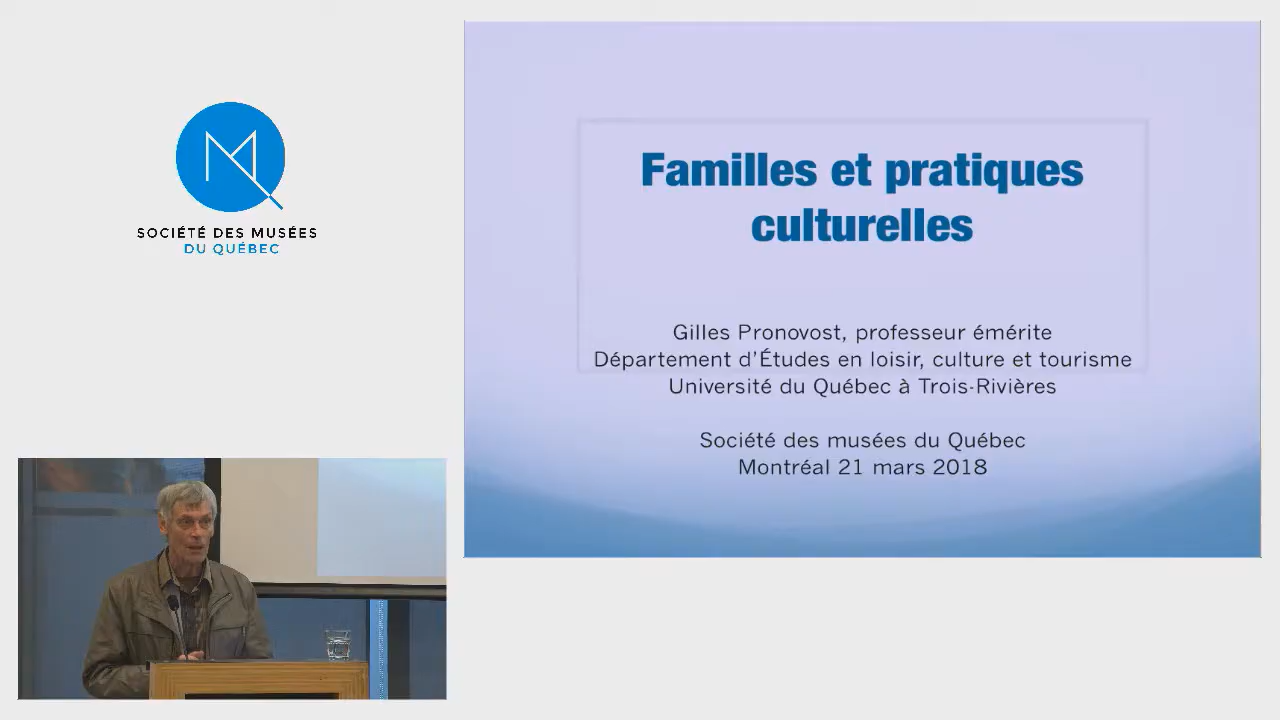 SOCIÉTÉ DES MUSÉES
DU QUÉBEC
Familles et pratiques
culturelles
Gilles Pronovost, professeur émérite
Département d’Études en loisir, culture et tourisme
Université du Québec à Trois-Rivières
Société des musées du Québec
Montréal 21 mars 2018